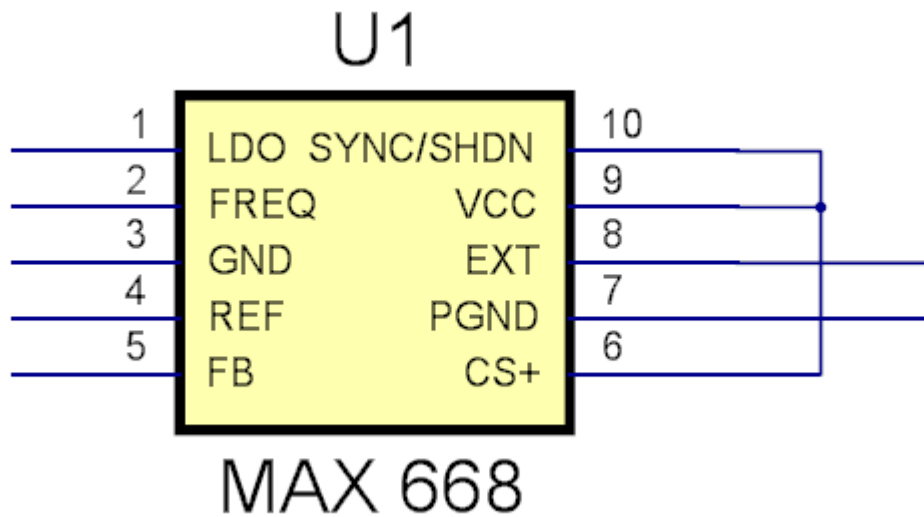 U1
1 LDO SYNC/SHDN 10
2 FREQ VCC 9
3 GND EXT 8
4 REF PGND 7
5 FB CS+ 6
MAX 668